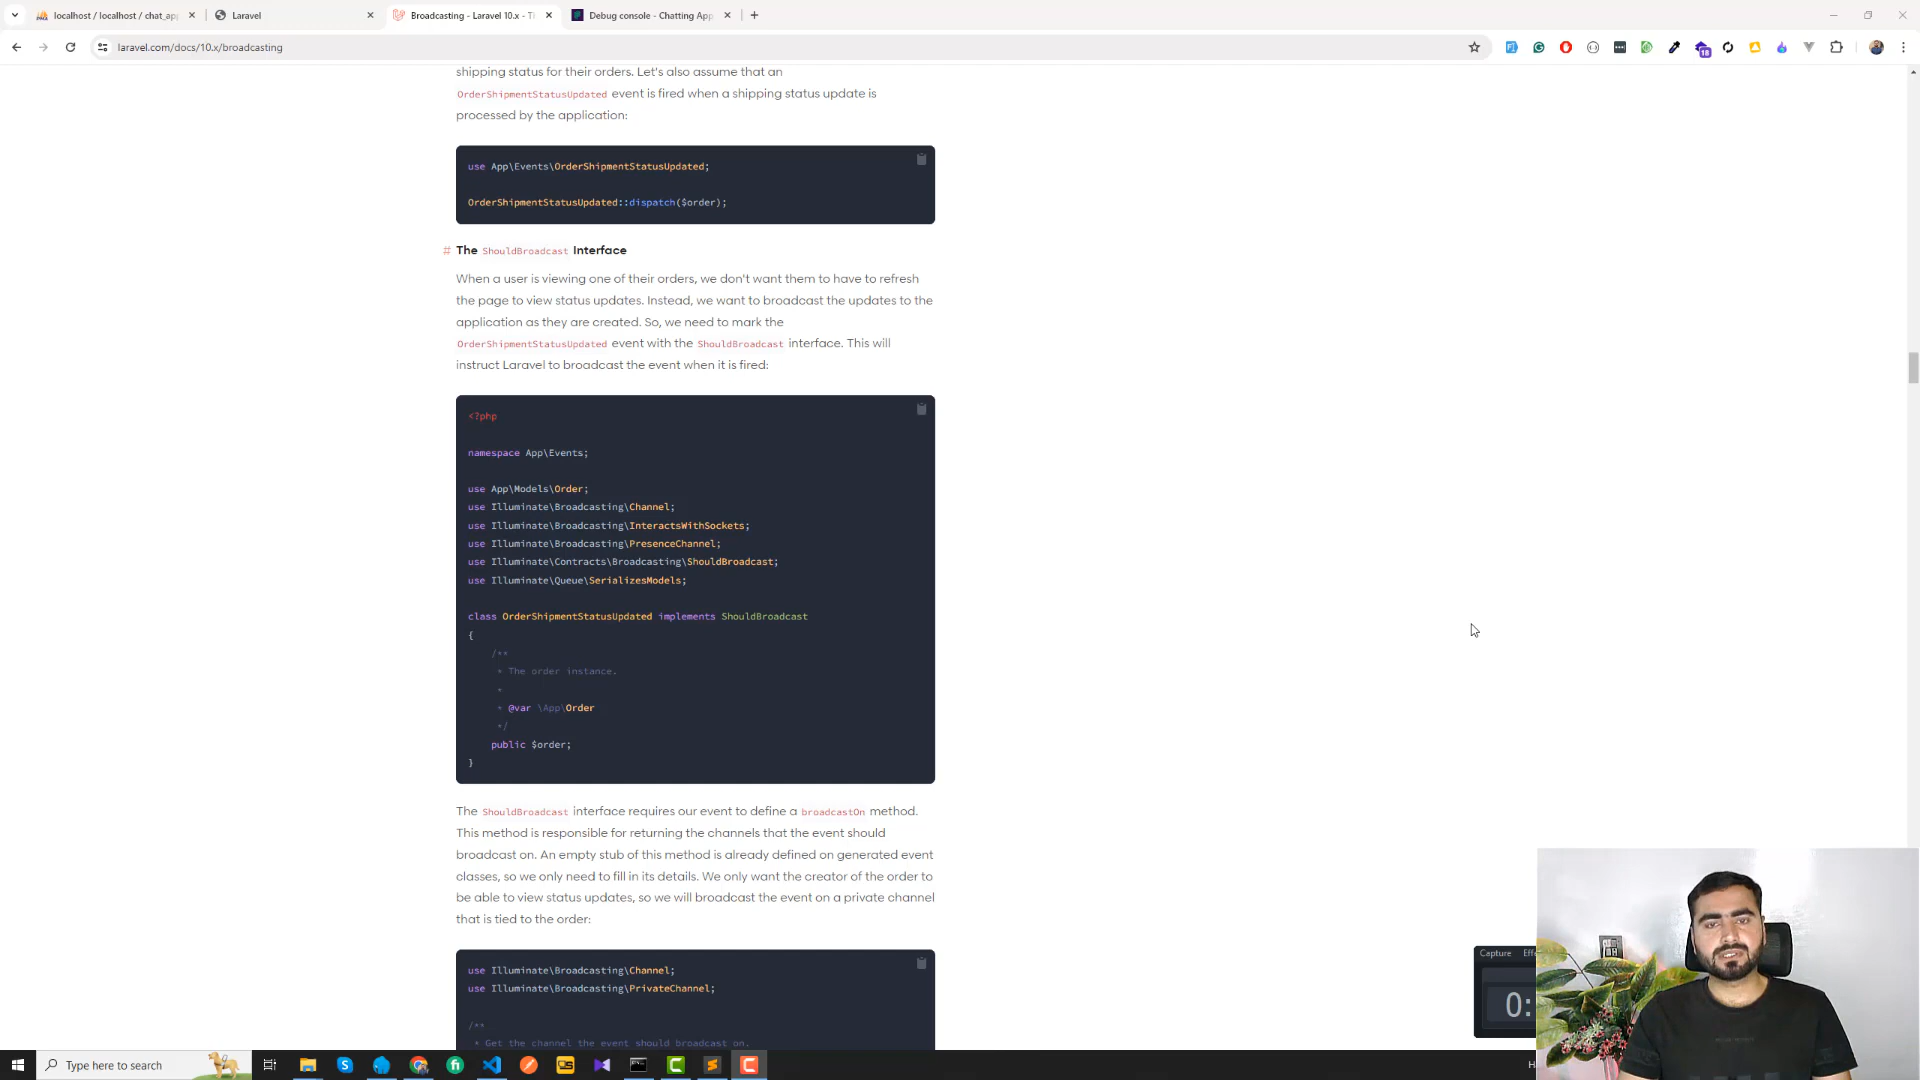 localhost / localhost / chat_ap
Laravel
Broadcasting - Laravel 10.x - T
Debug console - Chatting App
laravel.com/docs/10.x/broadcasting
18
shipping status for their orders. Let's also assume that an
OrderShipmentStatusUpdated event is fired when a shipping status update is
processed by the application:
use App\Events\OrderShipmentStatusUpdated;
OrderShipmentStatusUpdated::dispatch($order);
# The ShouldBroadcast Interface
When a user is viewing one of their orders, we don't want them to have to refresh
the page to view status updates. Instead, we want to broadcast the updates to the
application as they are created. So, we need to mark the
OrderShipmentStatusUpdated event with the ShouldBroadcast interface. This will
instruct Laravel to broadcast the event when it is fired:
<?php
namespace App\Events;
use App\Models\Order;
use Illuminate\Broadcasting\Channel;
use Illuminate\Broadcasting\InteractsWithSockets;
use Illuminate\Broadcasting\PresenceChannel;
use Illuminate\Contracts\Broadcasting\ShouldBroadcast;
use Illuminate\Queue\SerializesModels;
class OrderShipmentStatusUpdated implements ShouldBroadcast
{
/**
* The order instance.
*
* @var \App\Order
*/
public $order;
}
The ShouldBroadcast interface requires our event to define a broadcastOn method.
This method is responsible for returning the channels that the event should
broadcast on. An empty stub of this method is already defined on generated event
classes, so we only need to fill in its details. We only want the creator of the order to
be able to view status updates, so we will broadcast the event on a private channel
that is tied to the order:
use Illuminate\Broadcasting\Channel;
use Illuminate\Broadcasting\PrivateChannel;
/**
* Get the channel the event should broadcast on.
Capture Eff
0:
Type here to search